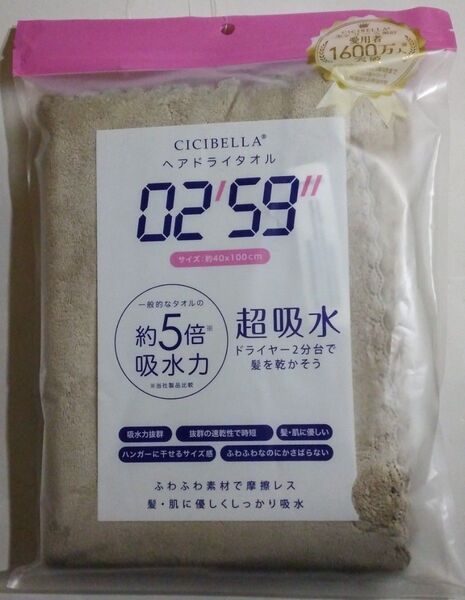 CICIBELLA
愛用者
1600万人
突破
CICIBELLA®
ヘアドライタオル
02'59"
サイズ：約40x100cm
一般的なタオルの
約5倍※
吸水力
※当社製品比較
超吸水
ドライヤー2分台で
髪を乾かそう
吸水力抜群
抜群の速乾性で時短
髪・肌に優しい
ハンガーに干せるサイズ感
ふわふわなのにかさばらない
ふわふわ素材で摩擦レス
髪・肌に優しくしっかり吸水